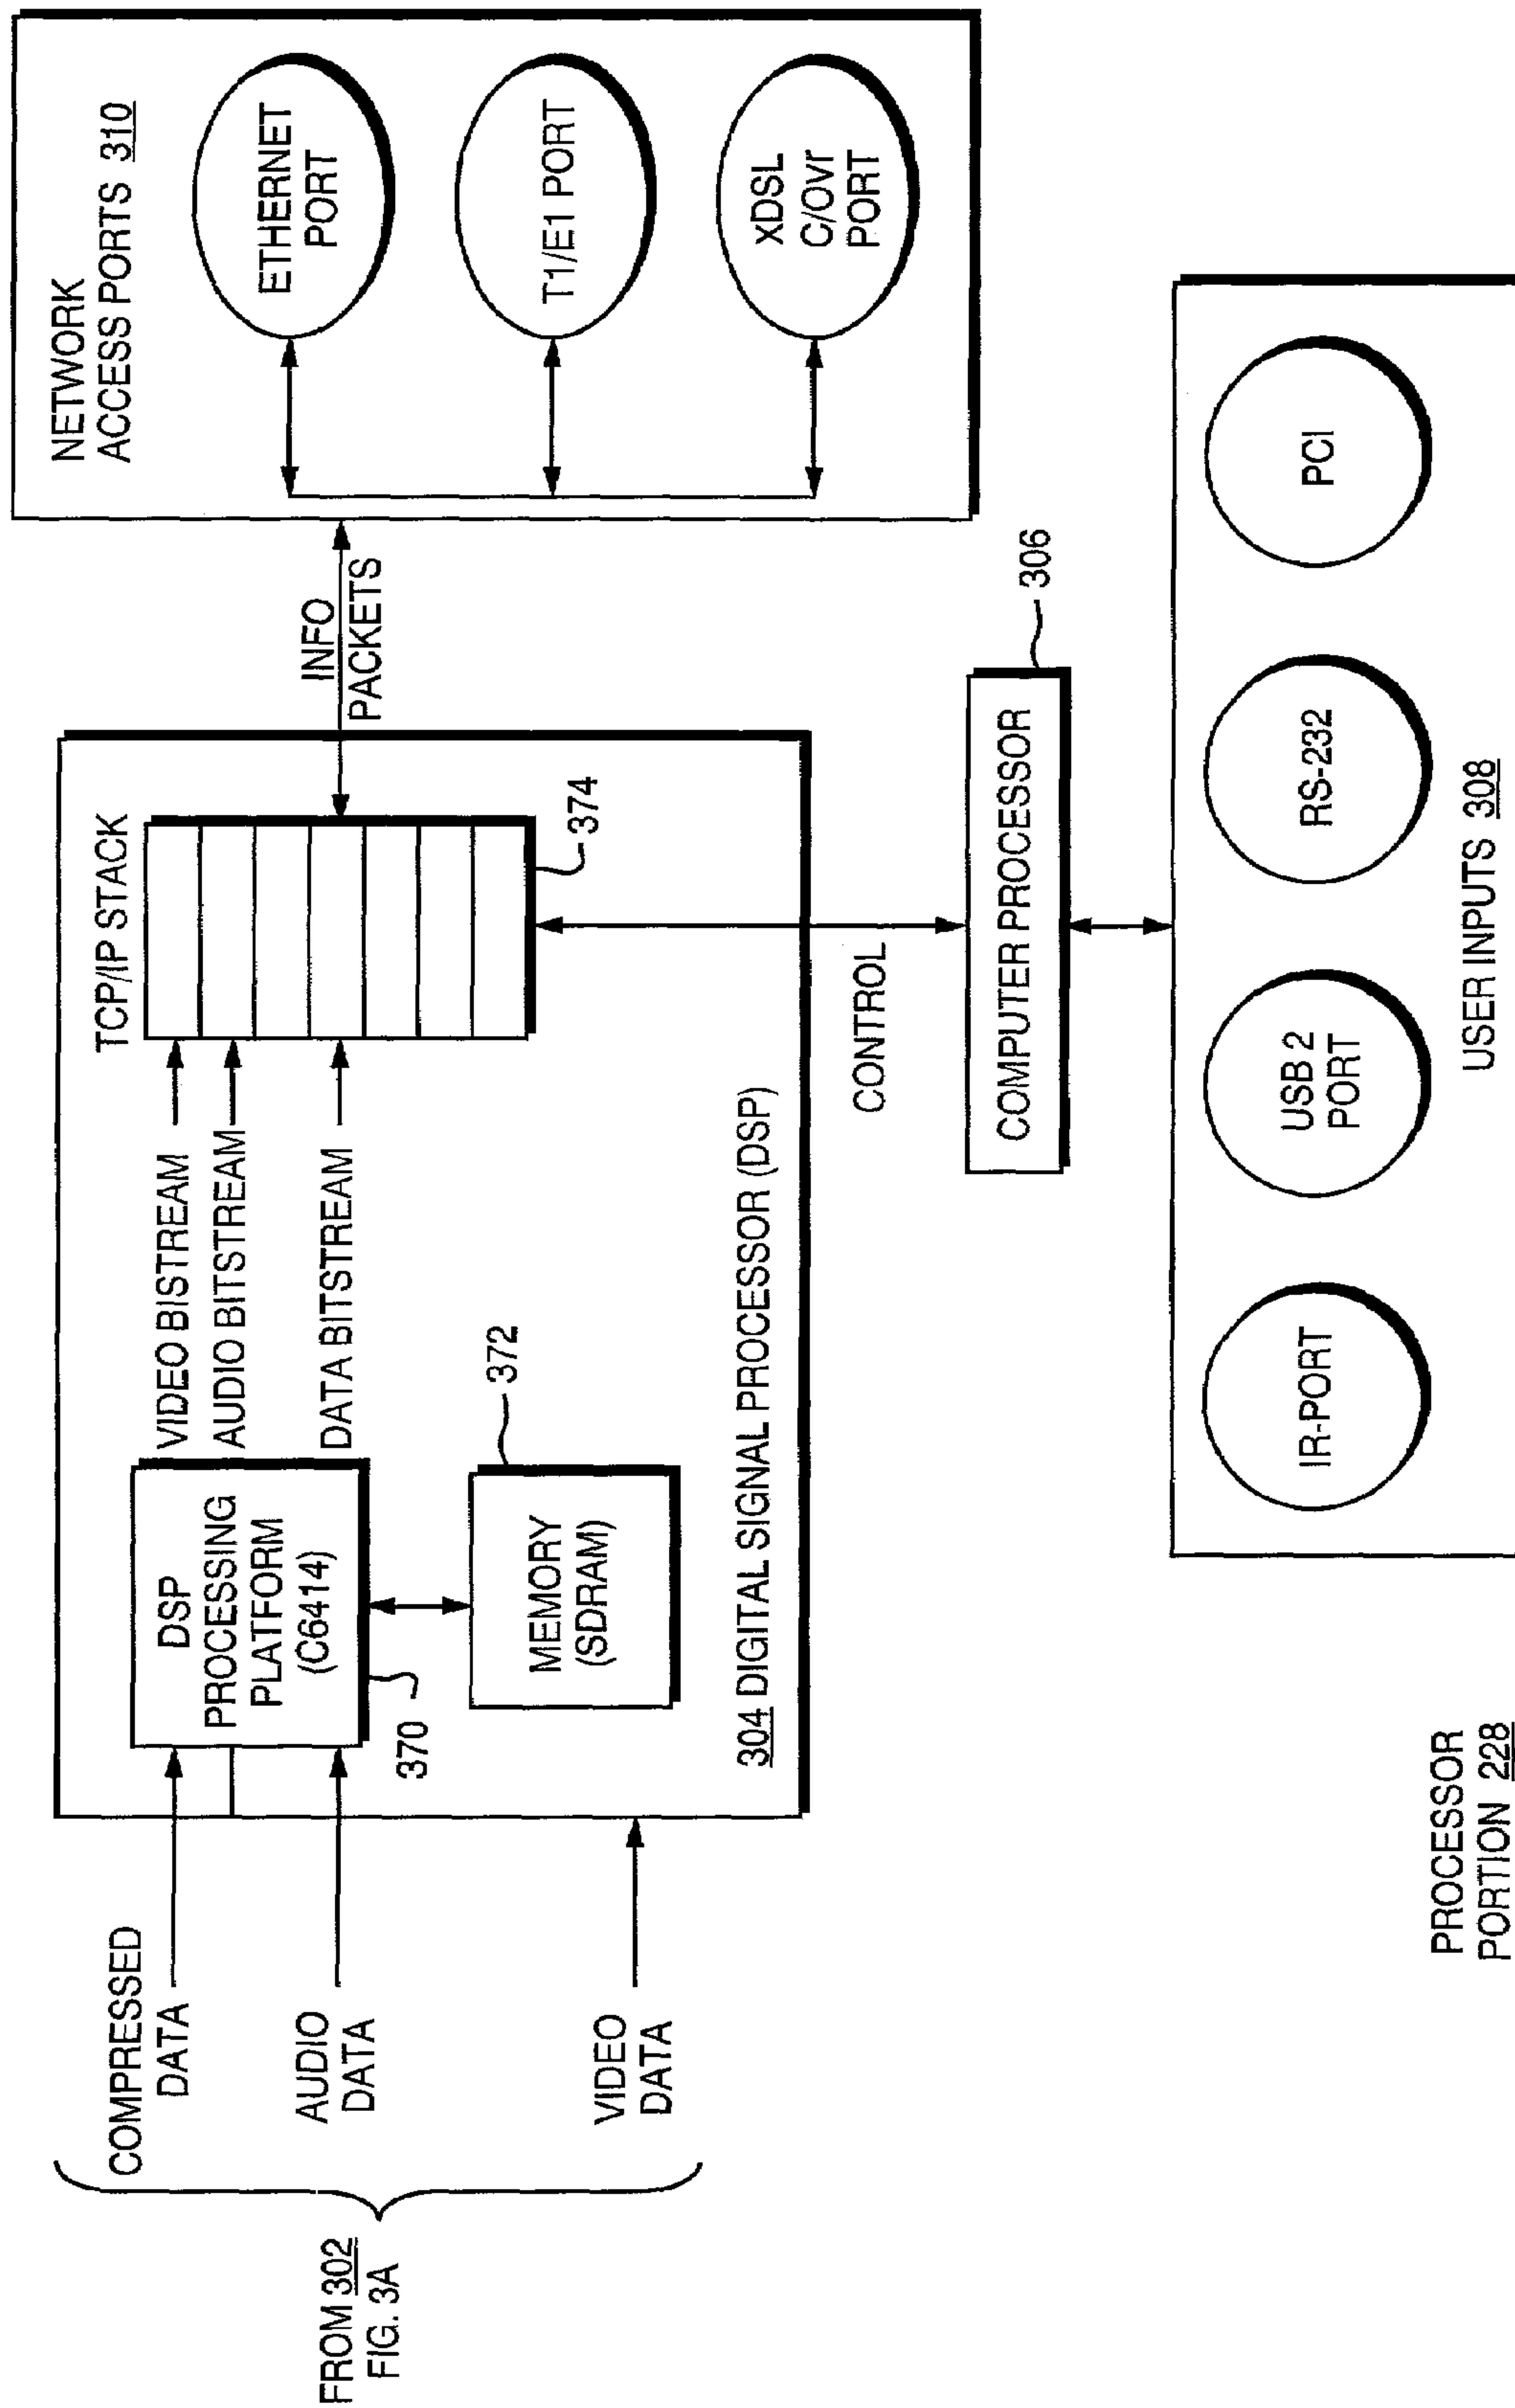 FROM 302
FIG. 3A
COMPRESSED
DATA
AUDIO
DATA
VIDEO
DATA
DSP
PROCESSING
PLATFORM
(C6414)
370
MEMORY
(SDRAM)
372
VIDEO BISTREAM
AUDIO BITSTREAM
DATA BITSTREAM
TCP/IP STACK
374
304 DIGITAL SIGNAL PROCESSOR (DSP)
INFO
PACKETS
NETWORK
ACCESS PORTS 310
ETHERNET
PORT
T1/E1 PORT
XDSL
C/Ovr
PORT
CONTROL
COMPUTER PROCESSOR
306
IR-PORT
USB 2
PORT
RS-232
PCI
USER INPUTS 308
PROCESSOR
PORTION 228